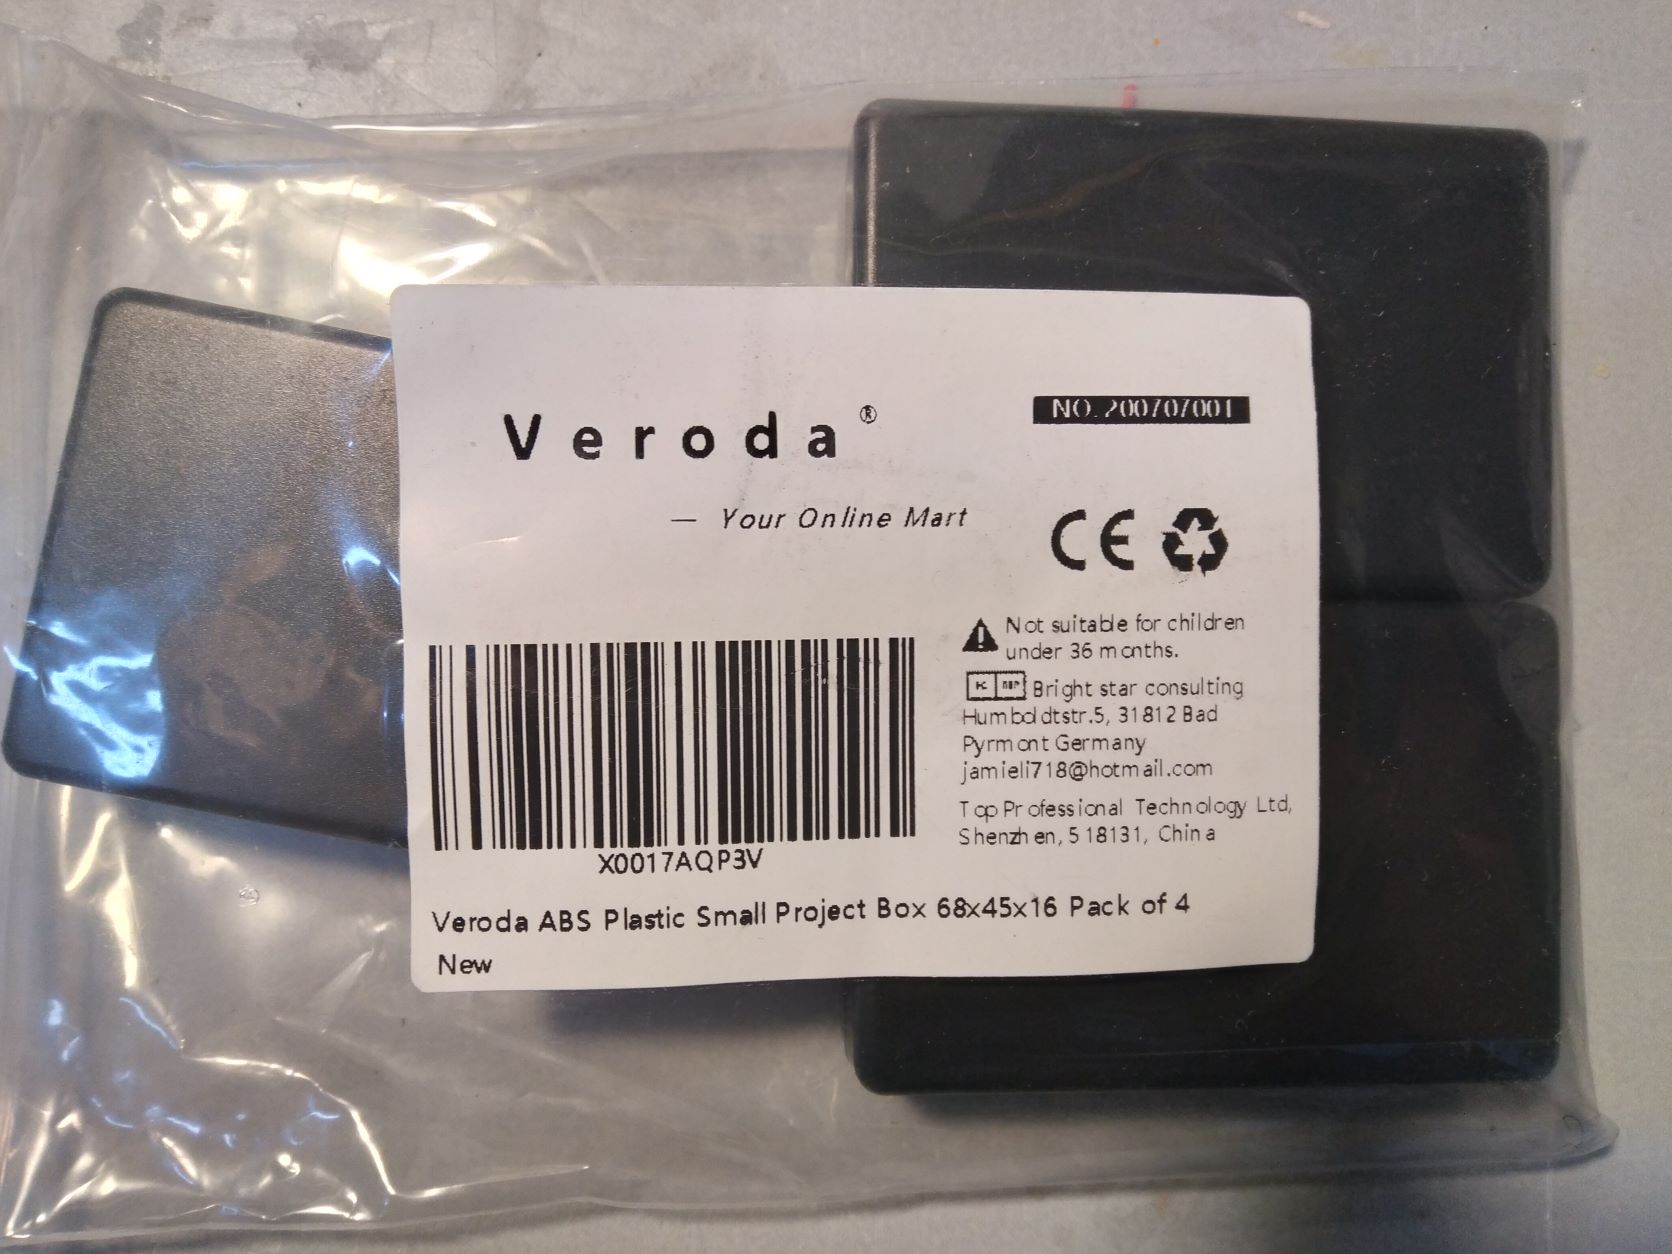 Veroda®
NO.200707001
— Your Online Mart
CE
Not suitable for children
under 36 months.
Bright star consulting
Humboldtstr.5, 31812 Bad
Pyrmont Germany
jamieli718@hotmail.com
Top Professional Technology Ltd,
Shenzhen, 518131, China
X0017AQP3V
Veroda ABS Plastic Small Project Box 68x45x16 Pack of 4
New